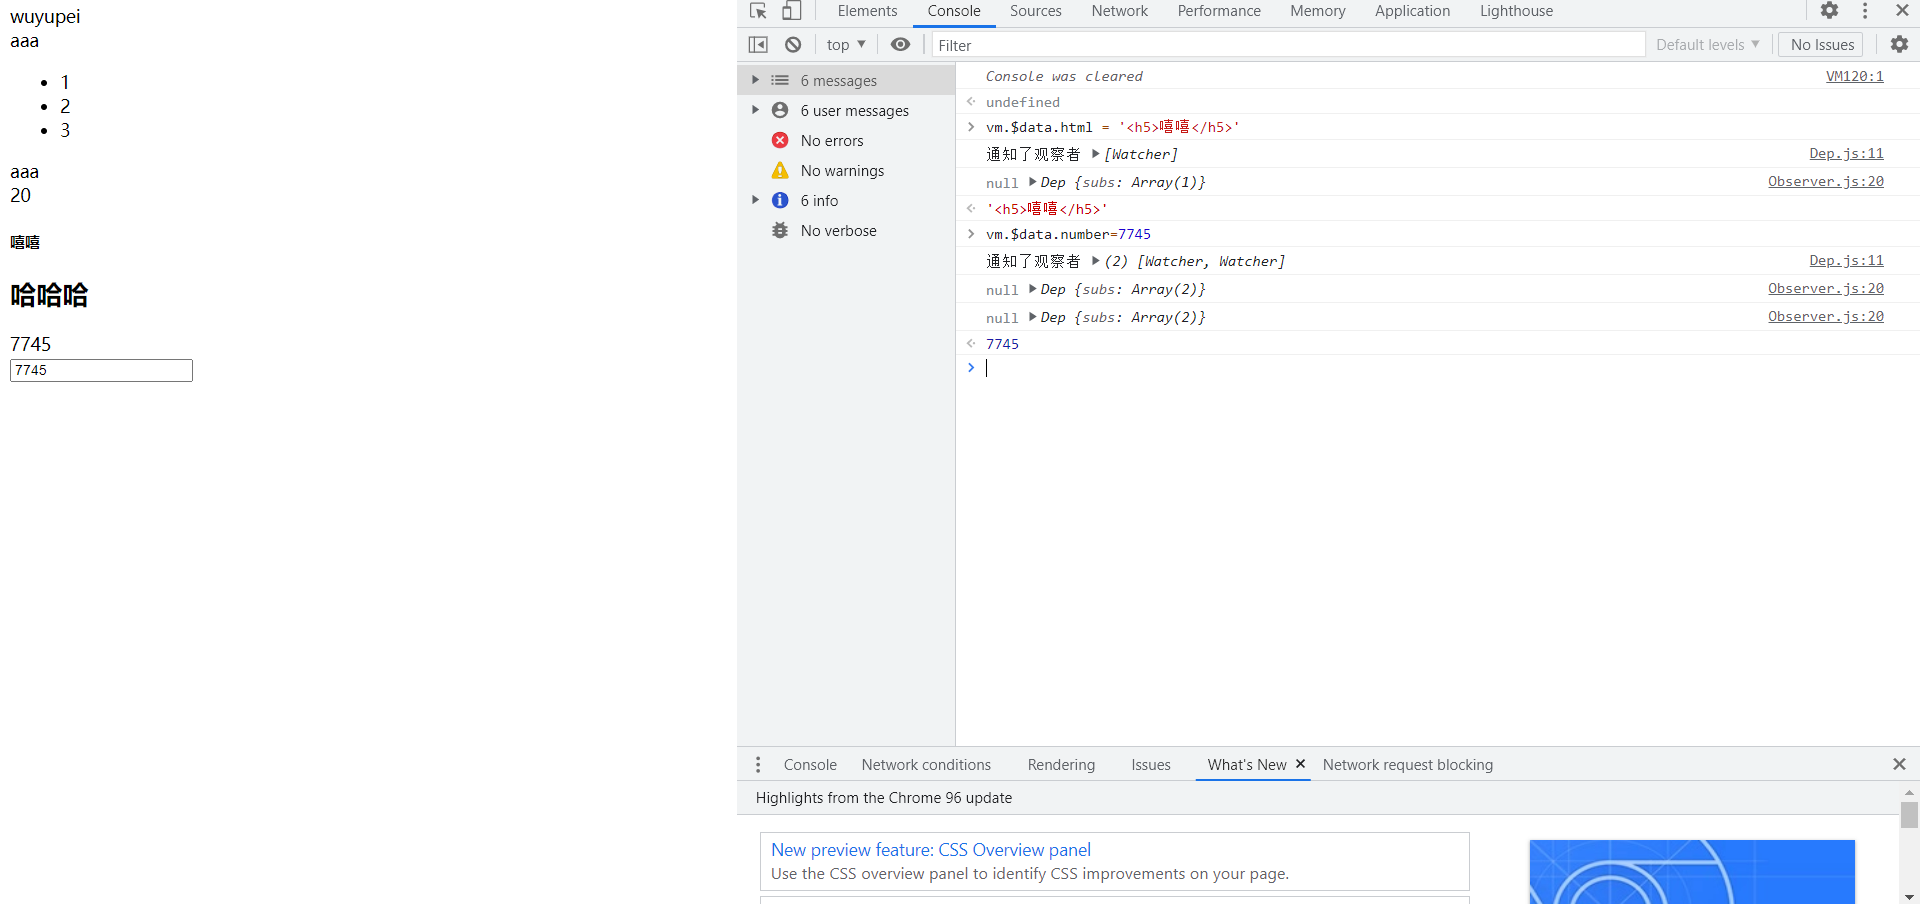 wuyupei
aaa
1
2
3
aaa
20
嘻嘻
哈哈哈
7745
7745
Elements Console Sources Network Performance Memory Application Lighthouse
top Filter Default levels No Issues
6 messages
6 user messages
No errors
No warnings
6 info
No verbose
Console was cleared VM120:1
undefined
vm.$data.html = '<h5>嘻嘻</h5>'
通知了观察者 [Watcher] Dep.js:11
null Dep {subs: Array(1)} Observer.js:20
'<h5>嘻嘻</h5>'
vm.$data.number=7745
通知了观察者 (2) [Watcher, Watcher] Dep.js:11
null Dep {subs: Array(2)} Observer.js:20
null Dep {subs: Array(2)} Observer.js:20
7745
Console Network conditions Rendering Issues What's New Network request blocking
Highlights from the Chrome 96 update
New preview feature: CSS Overview panel
Use the CSS overview panel to identify CSS improvements on your page.